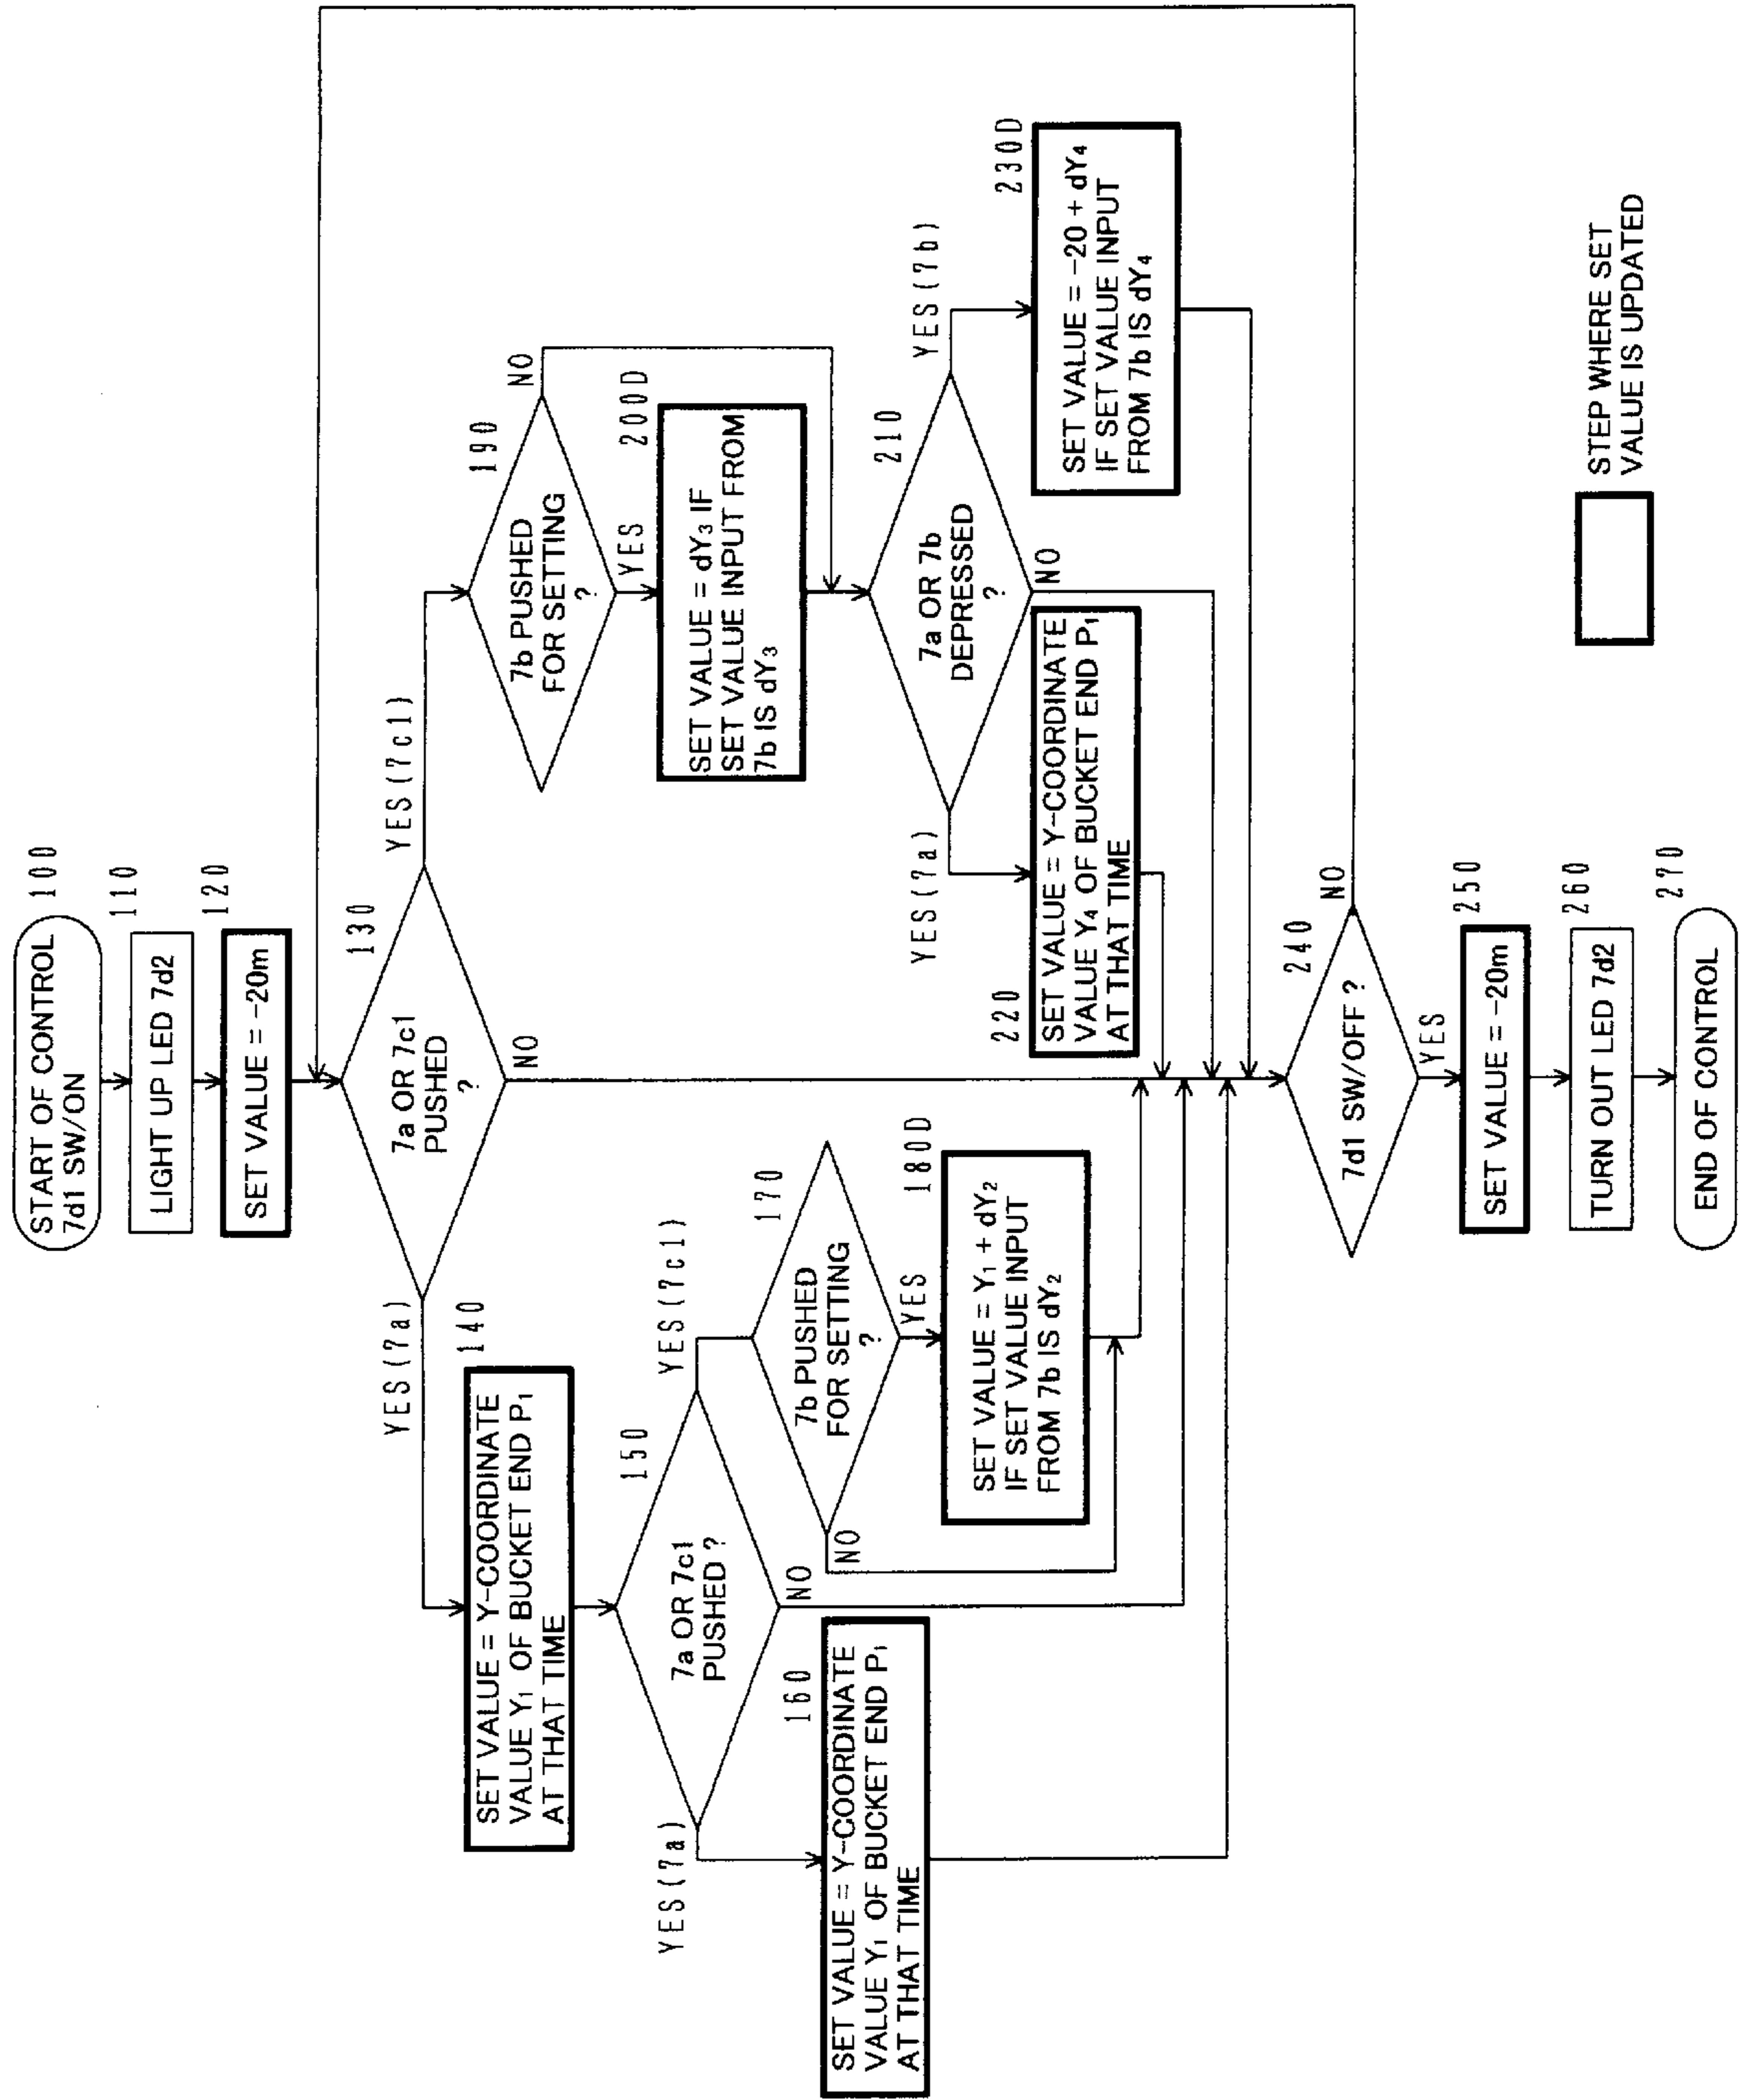 START OF CONTROL
7d1 SW/ON
100
LIGHT UP LED 7d2
110
SET VALUE = -20m
120
7a OR 7c1
PUSHED
?
130
YES(7a)
YES(7c1)
NO
SET VALUE = Y-COORDINATE
VALUE Y₁ OF BUCKET END P₁
AT THAT TIME
140
7a OR 7c1
PUSHED ?
150
YES(7a)
YES(7c1)
NO
SET VALUE = Y-COORDINATE
VALUE Y₁ OF BUCKET END P₁
AT THAT TIME
160
7b PUSHED
FOR SETTING
?
170
NO
YES
SET VALUE = Y₁ + dY₂
IF SET VALUE INPUT
FROM 7b IS dY₂
180D
7b PUSHED
FOR SETTING
?
190
NO
YES
SET VALUE = dY₃ IF
SET VALUE INPUT FROM
7b IS dY₃
200D
7a OR 7b
DEPRESSED
?
210
YES(7a)
YES(7b)
NO
SET VALUE = Y-COORDINATE
VALUE Y₄ OF BUCKET END P₁
AT THAT TIME
220
SET VALUE = -20 + dY₄
IF SET VALUE INPUT
FROM 7b IS dY₄
230D
7d1 SW/OFF ?
240
NO
YES
SET VALUE = -20m
250
TURN OUT LED 7d2
260
END OF CONTROL
270
STEP WHERE SET
VALUE IS UPDATED